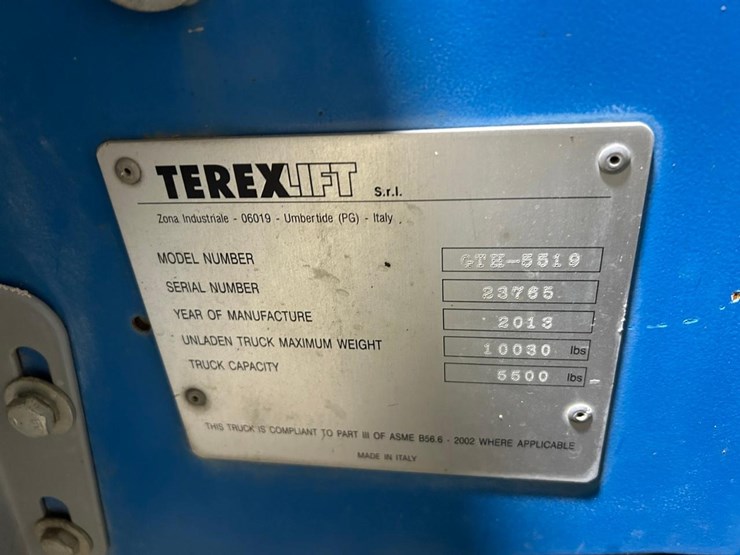 TEREXLIFT S.r.l.
Zona Industriale - 06019 - Umbertide (PG) - Italy
MODEL NUMBER GTH-5519
SERIAL NUMBER 23765
YEAR OF MANUFACTURE 2013
UNLADEN TRUCK MAXIMUM WEIGHT 10030 lbs
TRUCK CAPACITY 5500 lbs
THIS TRUCK IS COMPLIANT TO PART III OF ASME B56.6 - 2002 WHERE APPLICABLE
MADE IN ITALY